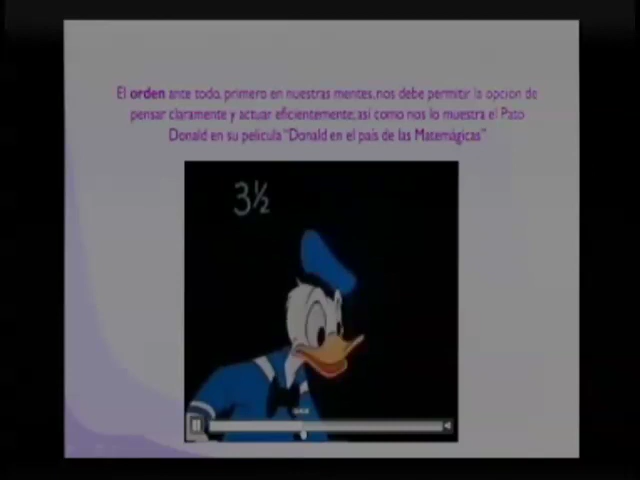 El orden ante todo, primero en nuestras mentes, nos debe permitir la opción de
pensar claramente y actuar eficientemente, así como nos lo muestra el Pato
Donald en su pelicula "Donald en el país de las Matemágicas"
3½